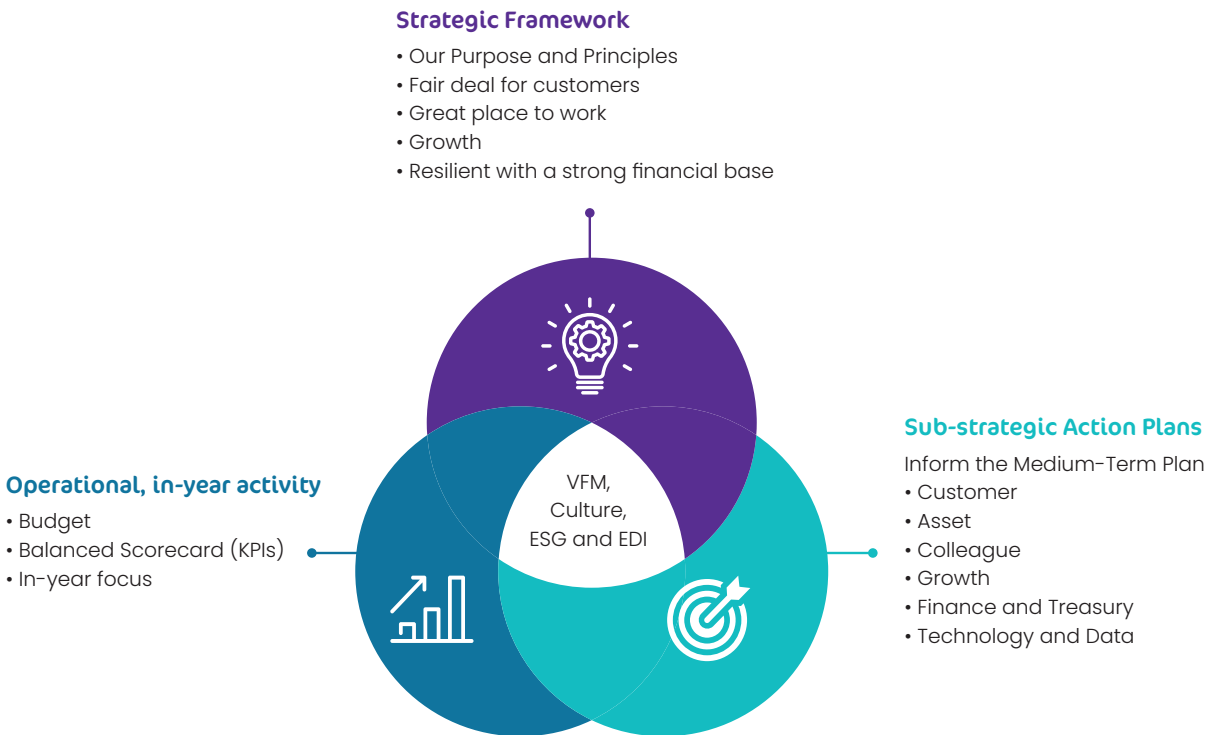 Strategic Framework
• Our Purpose and Principles
• Fair deal for customers
• Great place to work
• Growth
• Resilient with a strong financial base
VFM,
Culture,
ESG and EDI
Operational, in-year activity
• Budget
• Balanced Scorecard (KPIs)
• In-year focus
Sub-strategic Action Plans
Inform the Medium-Term Plan
• Customer
• Asset
• Colleague
• Growth
• Finance and Treasury
• Technology and Data